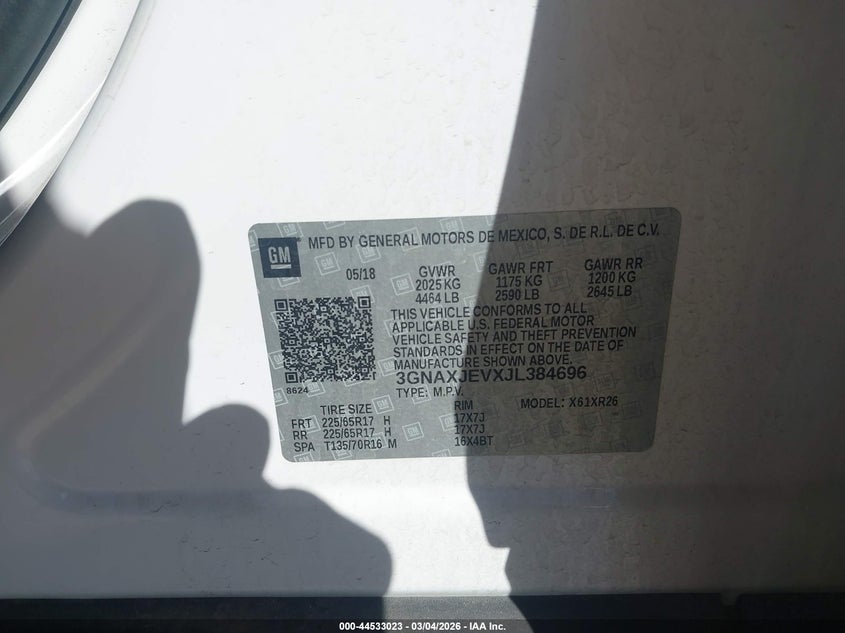 GM
MFD BY GENERAL MOTORS DE MEXICO, S. DE R.L. DE C.V.
05/18 GVWR GAWR FRT GAWR RR
2025 KG 1175 KG 1200 KG
4464 LB 2590 LB 2645 LB
THIS VEHICLE CONFORMS TO ALL
APPLICABLE U.S. FEDERAL MOTOR
VEHICLE SAFETY AND THEFT PREVENTION
STANDARDS IN EFFECT ON THE DATE OF
MANUFACTURE SHOWN ABOVE.
3GNAXJEVXJL384696
8624 TYPE: M.P.V.
TIRE SIZE RIM MODEL: X61XR26
FRT 225/65R17 H 17X7J
RR 225/65R17 H 17X7J
SPA T135/70R16 M 16X4BT
000-44533023 - 03/04/2026 - IAA Inc.